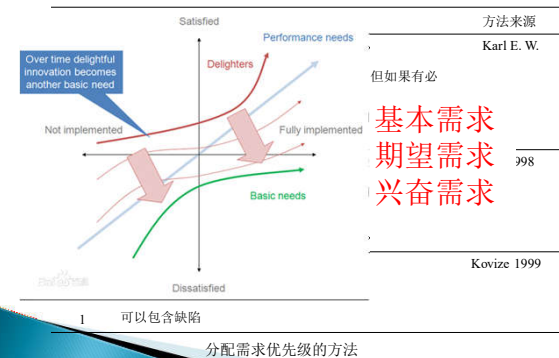 方法来源
Satisfied
Karl E. W.
Performance needs
Delighters
Over time delightful
innovation becomes
another basic need
但如果有必
基本需求
Not implemented
Fully implemented
期望需求
998
兴奋需求
Basic needs
Kovize 1999
Dissatisfied
1 可以包含缺陷
分配需求优先级的方法